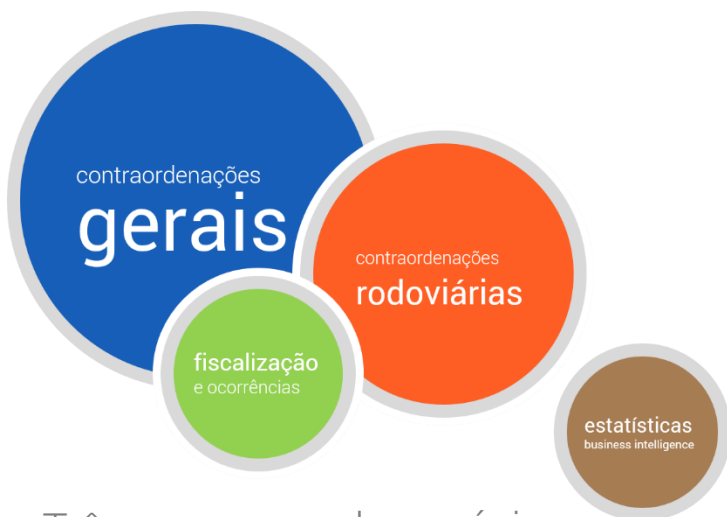 contraordenações
gerais
contraordenações
rodoviárias
fiscalização
e ocorrências
estatísticas
business intelligence